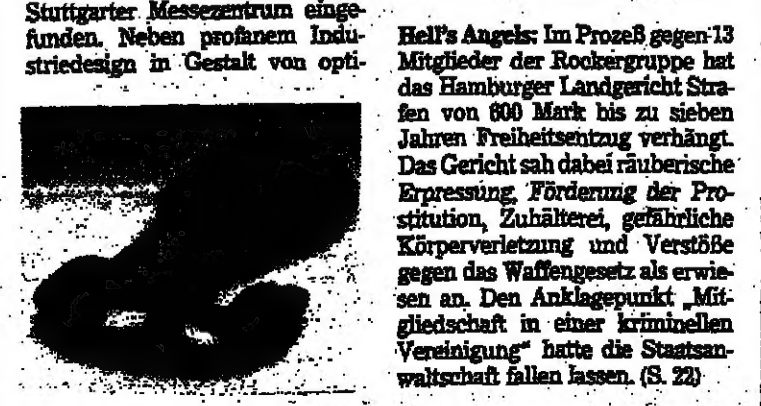 Stuttgarter Messezentrum einge-
funden. Neben profanem Indu-
striedesign in Gestalt von opti-
Hell's Angels: Im Prozeß gegen 13
Mitglieder der Rockergruppe hat
das Hamburger Landgericht Stra-
fen von 600 Mark bis zu sieben
Jahren Freiheitsentzug verhängt.
Das Gericht sah dabei räuberische
Erpressung, Förderung der Pro-
stitution, Zuhälterei, gefährliche
Körperverletzung und Verstöße
gegen das Waffengesetz als erwie-
sen an. Den Anklagepunkt „Mit-
gliedschaft in einer kriminellen
Vereinigung“ hatte die Staatsan-
waltschaft fallen lassen. (S. 22)